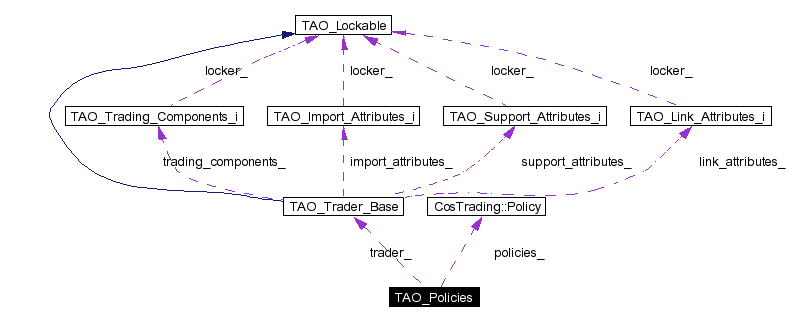 TAO_Lockable
locker_ locker_ locker_ locker_
TAO_Trading_Components_i TAO_Import_Attributes_i TAO_Support_Attributes_i TAO_Link_Attributes_i
trading_components_ import_attributes_ support_attributes_ link_attributes_
TAO_Trader_Base CosTrading::Policy
trader_ policies_
TAO_Policies